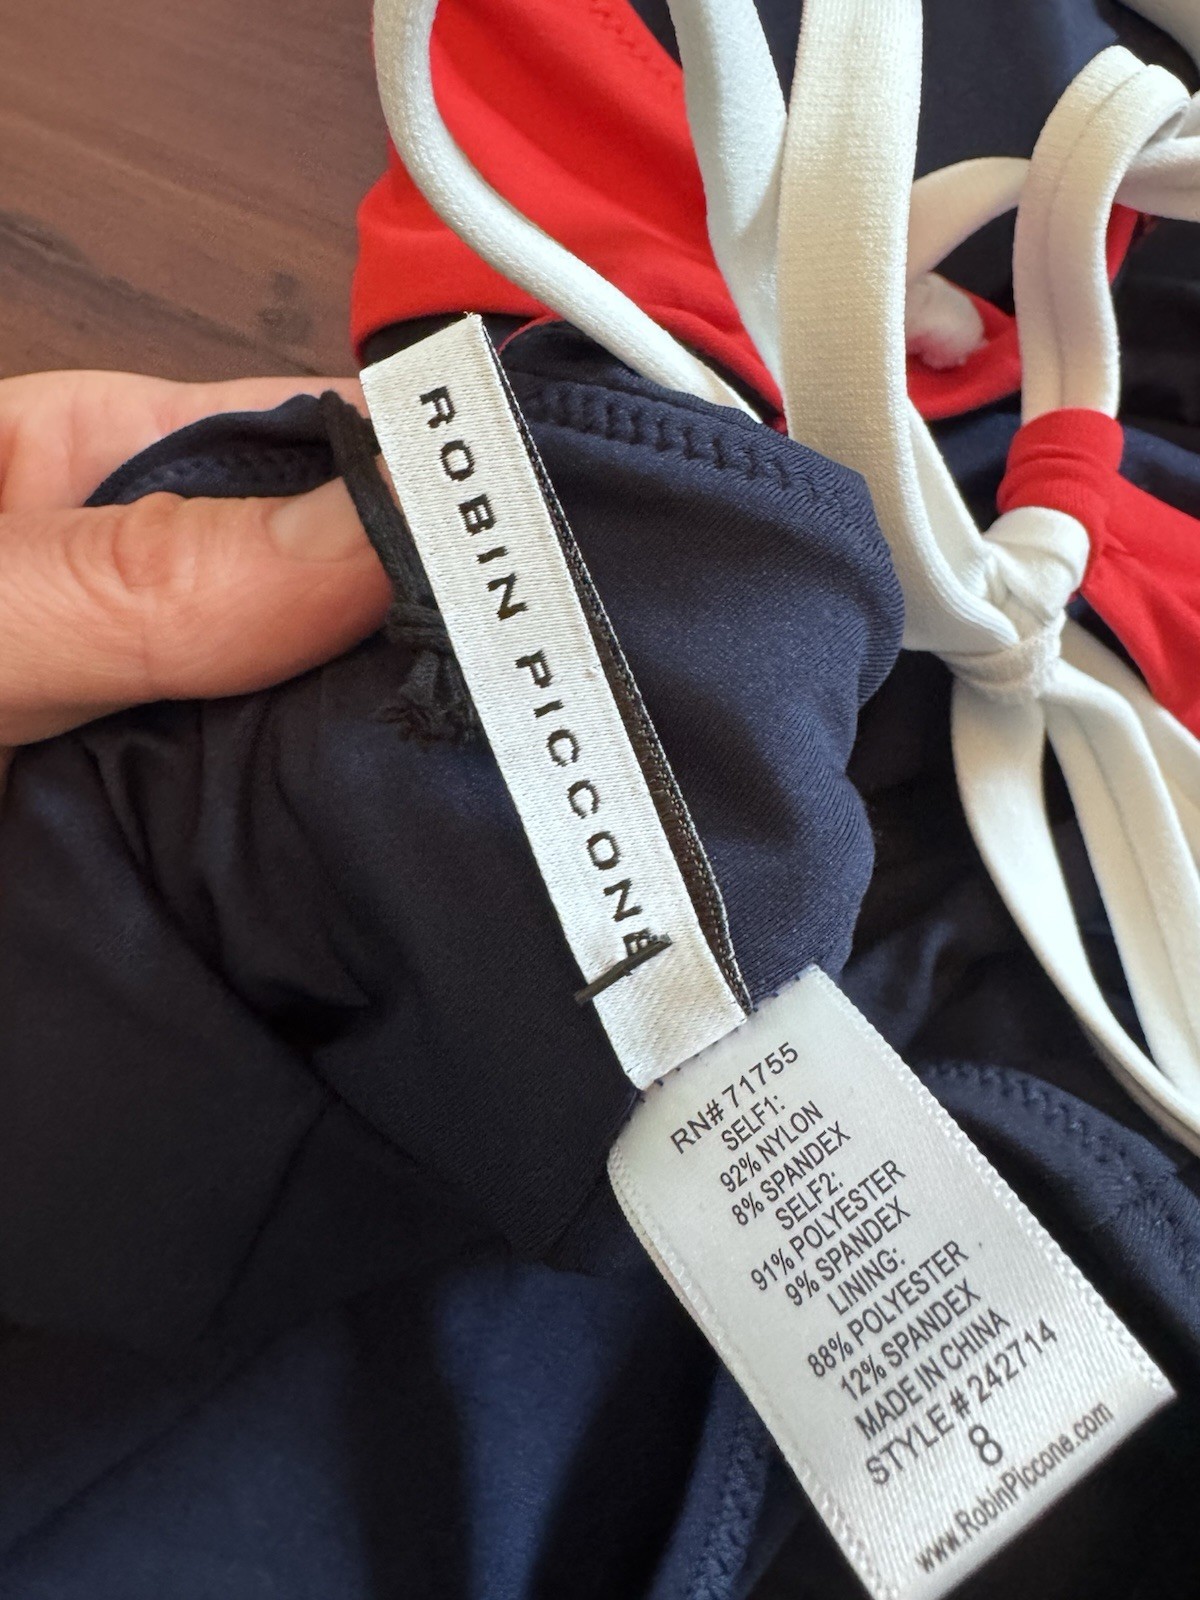 ROBIN PICCONE
RN# 71755
SELF1:
92% NYLON
8% SPANDEX
SELF2:
91% POLYESTER
9% SPANDEX
LINING:
88% POLYESTER
12% SPANDEX
MADE IN CHINA
STYLE # 242714
8
www.RobinPiccone.com